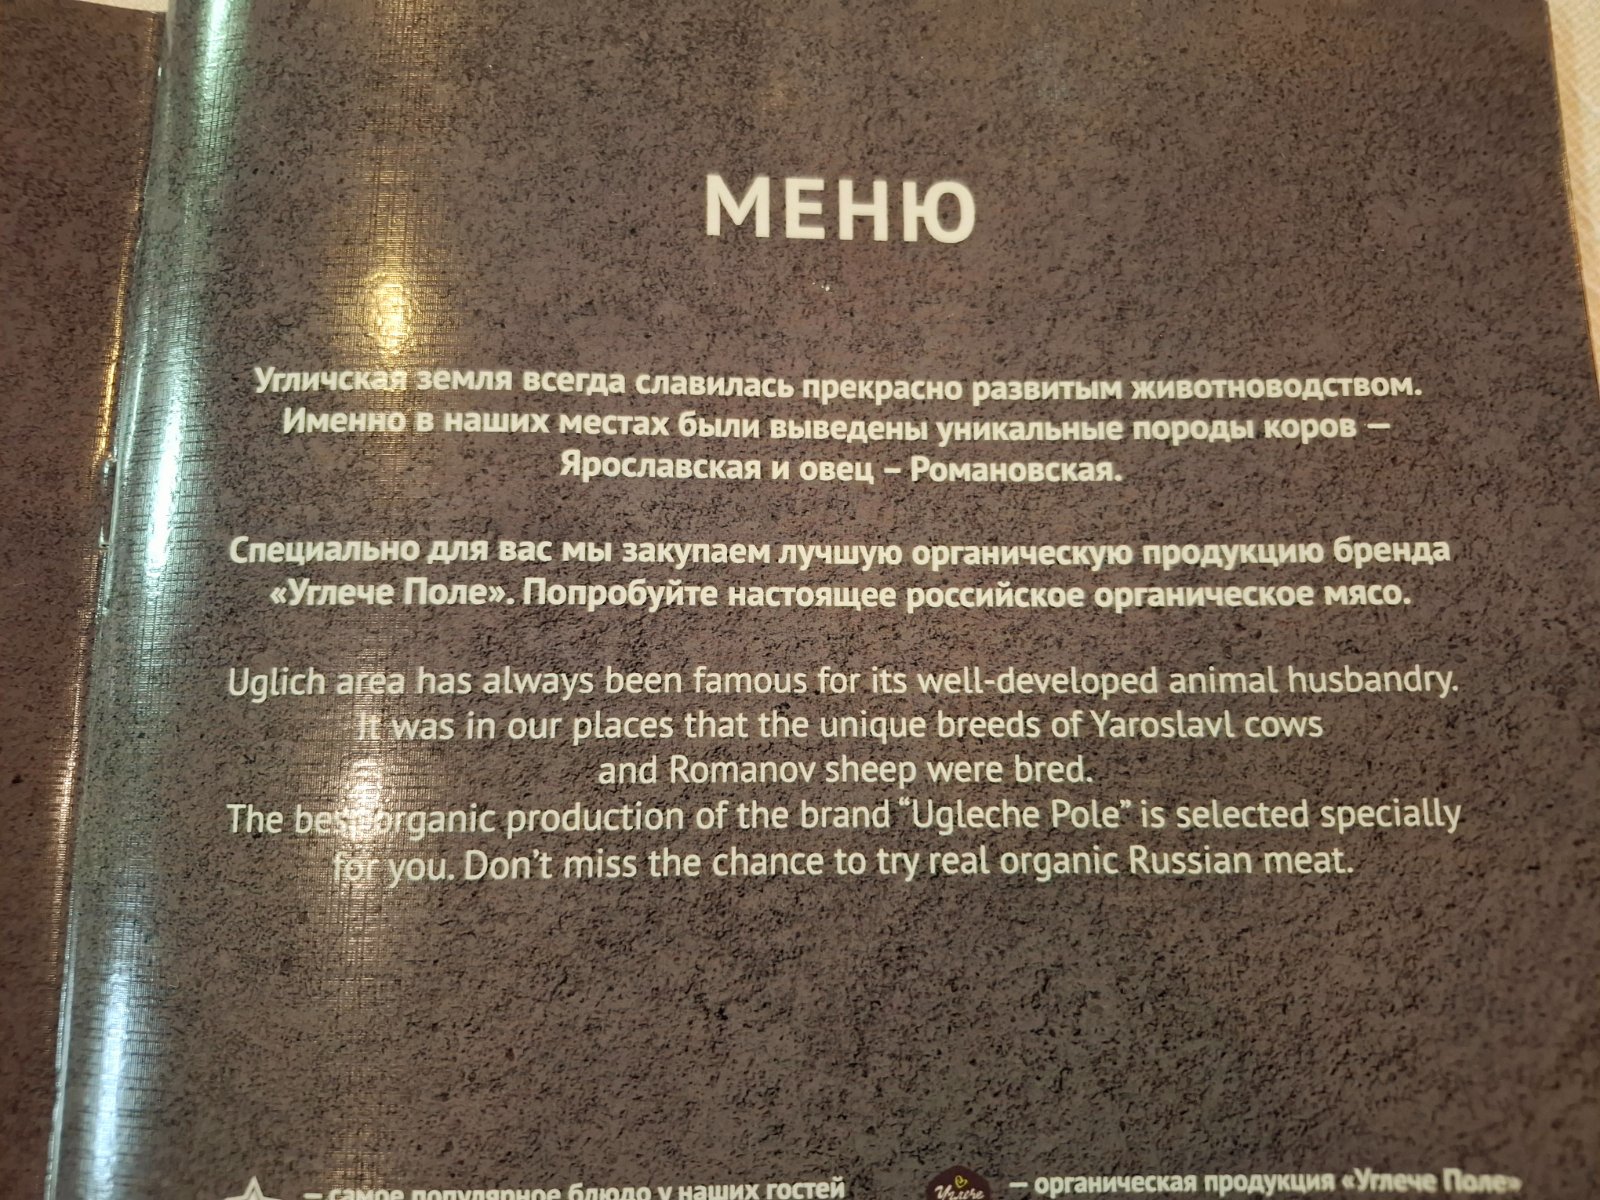 МЕНЮ
Угличская земля всегда славилась прекрасно развитым животноводством.
Именно в наших местах были выведены уникальные породы коров —
Ярославская и овец – Романовская.
Специально для вас мы закупаем лучшую органическую продукцию бренда
«Углече Поле». Попробуйте настоящее российское органическое мясо.
Uglich area has always been famous for its well-developed animal husbandry.
It was in our places that the unique breeds of Yaroslavl cows
and Romanov sheep were bred.
The best organic production of the brand “Ugleche Pole” is selected specially
for you. Don’t miss the chance to try real organic Russian meat.
— самое популярное блюдо у наших гостей
Углече
— органическая продукция «Углече Поле»